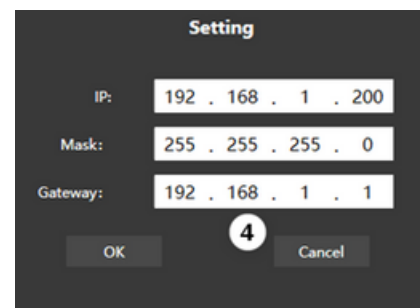 Setting
IP: 192 . 168 . 1 . 200
Mask: 255 . 255 . 255 . 0
Gateway: 192 . 168 . 1 . 1
4
OK Cancel